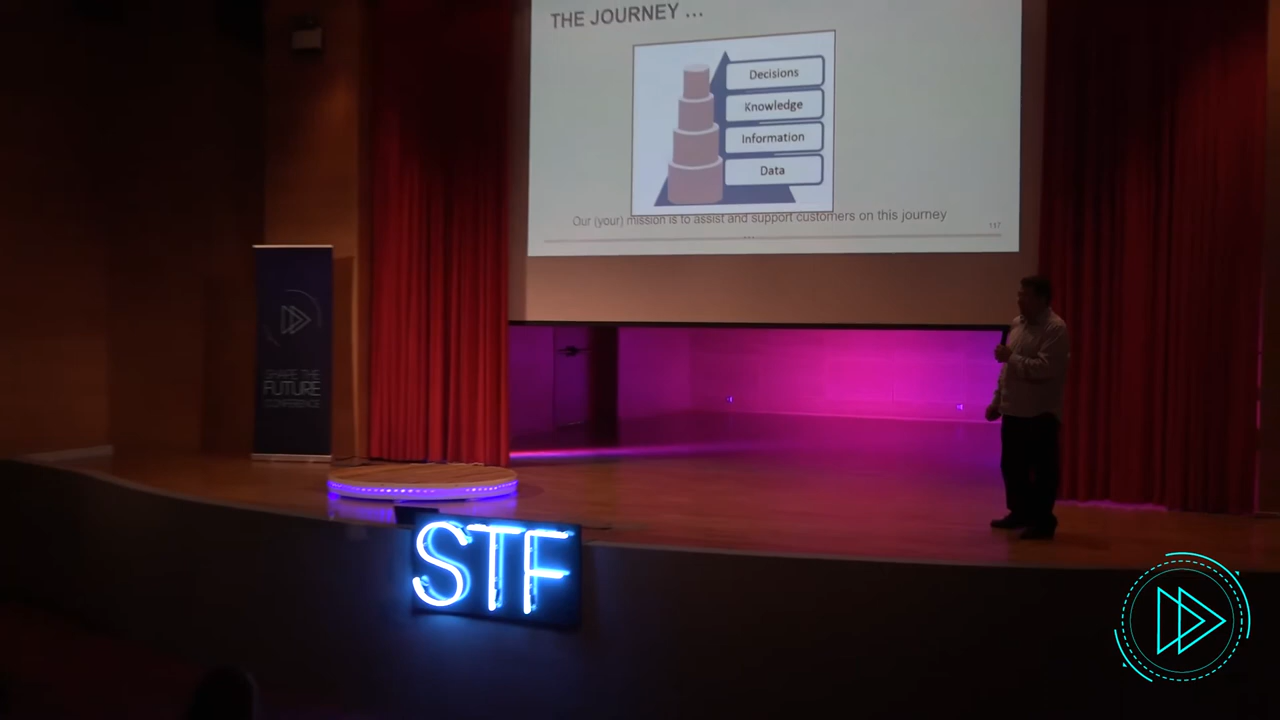 THE JOURNEY ...
Decisions
Knowledge
Information
Data
Our (your) mission is to assist and support customers on this journey
...
117
SHAPE THE
FUTURE
CONFERENCE
STF